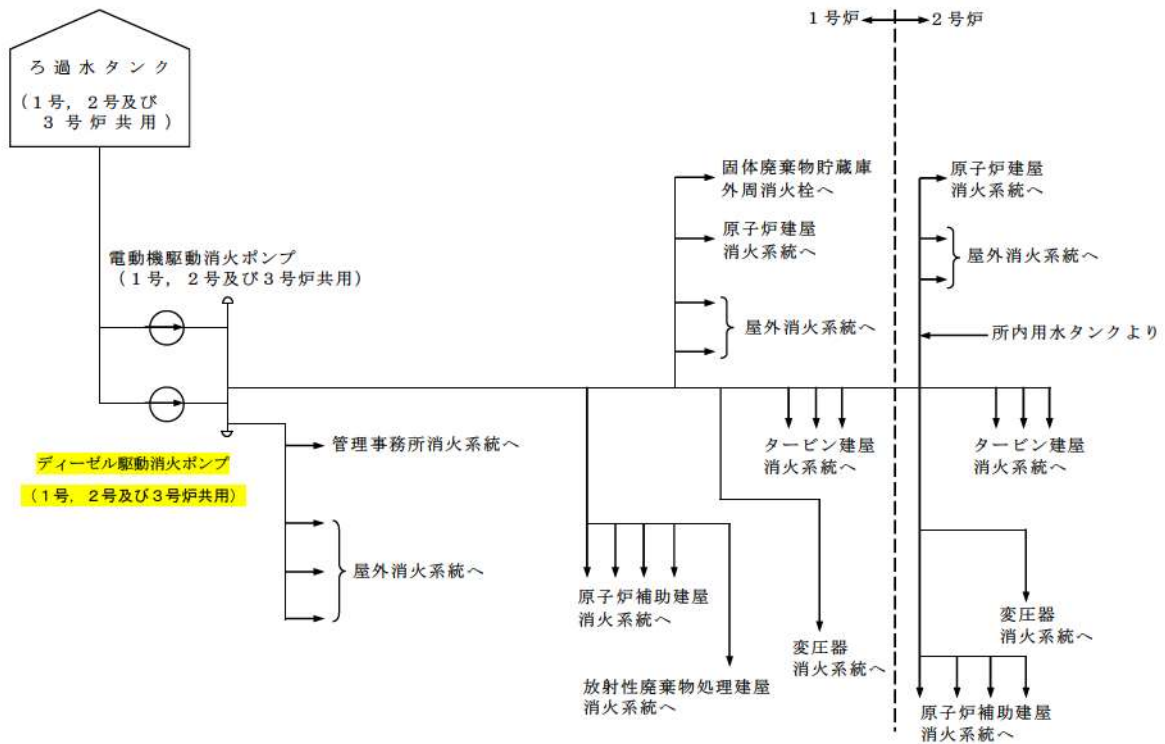 ろ過水タンク
(1号,2号及び
3号炉共用)
1号炉
2号炉
固体廃棄物貯蔵庫
外周消火栓へ
原子炉建屋
消火系統へ
屋外消火系統へ
原子炉建屋
消火系統へ
屋外消火系統へ
所内用水タンクより
電動機駆動消火ポンプ
(1号,2号及び3号炉共用)
ディーゼル駆動消火ポンプ
(1号,2号及び3号炉共用)
管理事務所消火系統へ
屋外消火系統へ
タービン建屋
消火系統へ
タービン建屋
消火系統へ
原子炉補助建屋
消火系統へ
放射性廃棄物処理建屋
消火系統へ
変圧器
消火系統へ
変圧器
消火系統へ
原子炉補助建屋
消火系統へ